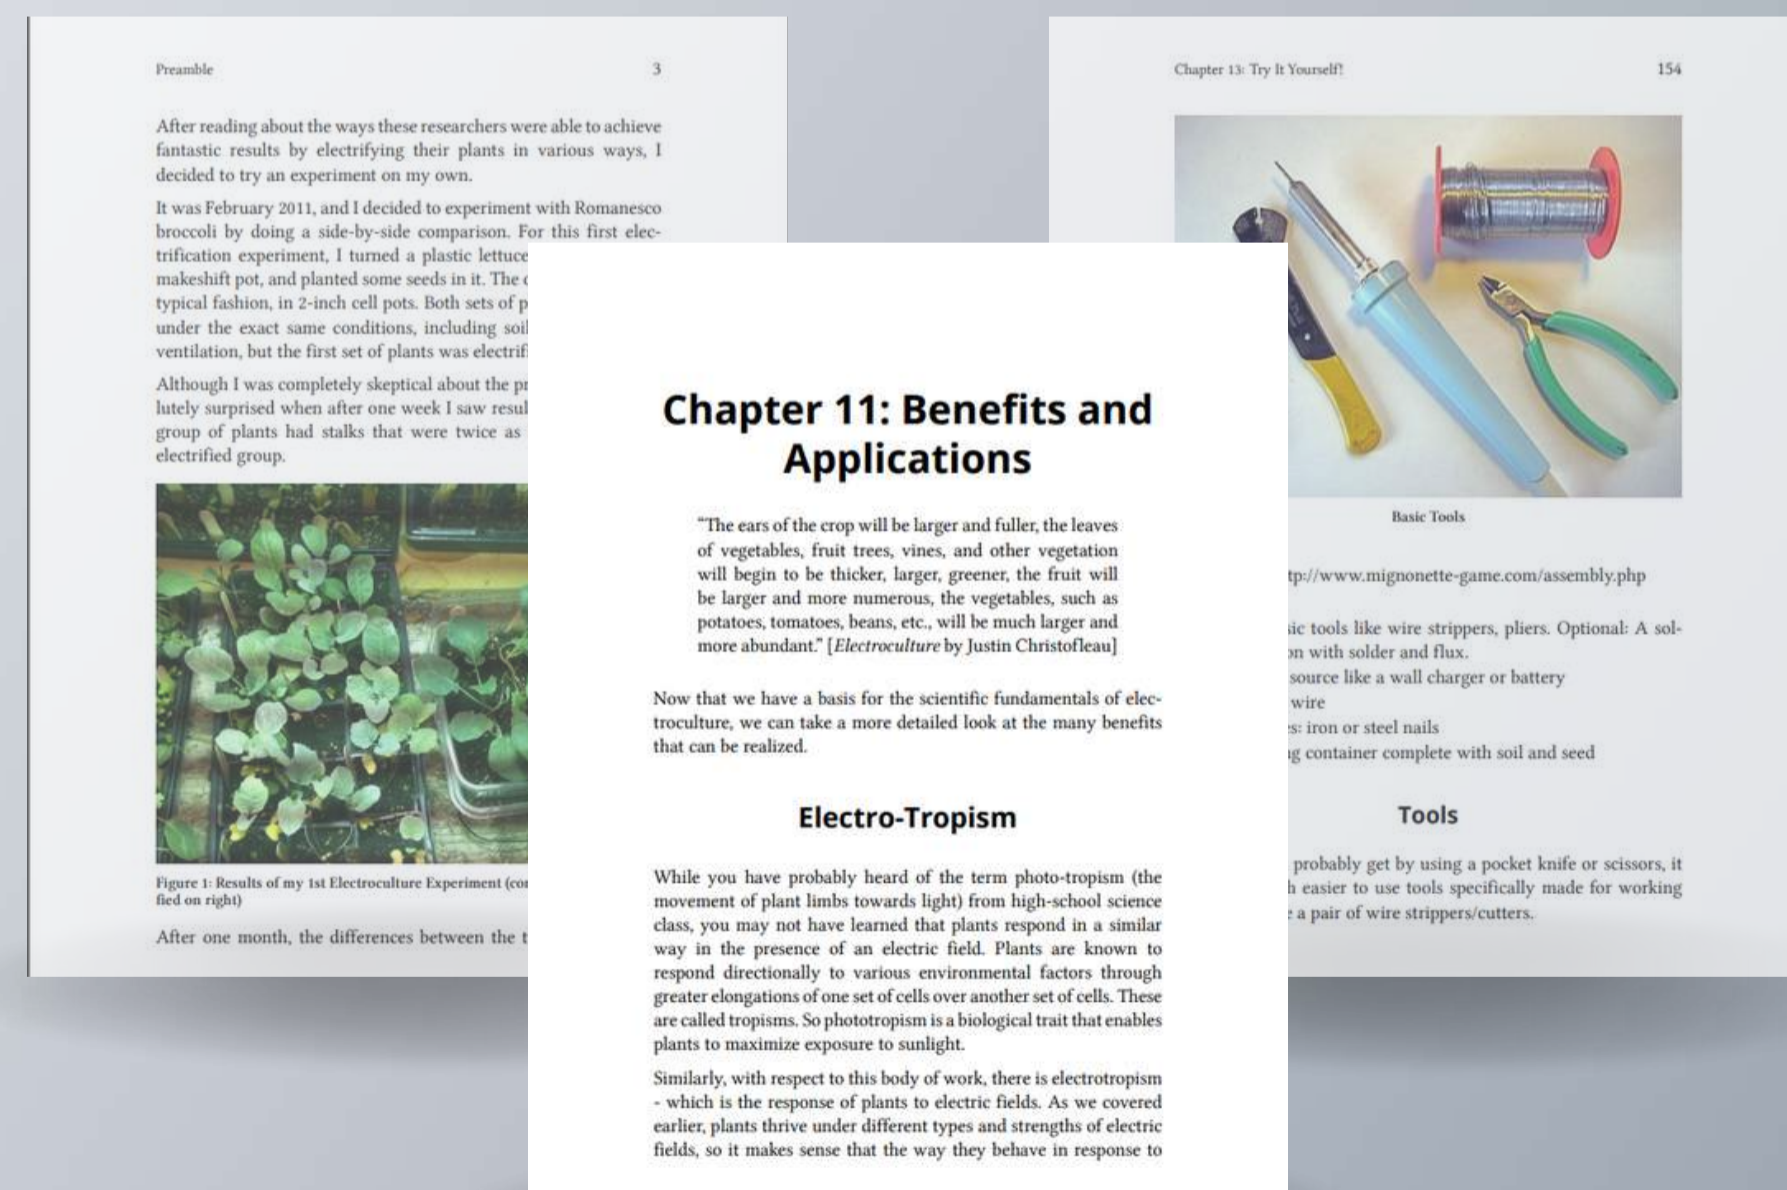 Preamble 3
After reading about the ways these researchers were able to achieve
fantastic results by electrifying their plants in various ways, I
decided to try an experiment on my own.
It was February 2011, and I decided to experiment with Romanesco
broccoli by doing a side-by-side comparison. For this first elec-
trification experiment, I turned a plastic lettuce
makeshift pot, and planted some seeds in it. The
typical fashion, in 2-inch cell pots. Both sets of
under the exact same conditions, including
ventilation, but the first set of plants was
Although I was completely skeptical about the
lutely surprised when after one week I saw
group of plants had stalks that were twice as
electrified group.
Figure 1: Results of my 1st Electroculture Experiment
fied on right)
After one month, the differences between the
Chapter 11: Benefits and
Applications
“The ears of the crop will be larger and fuller, the leaves
of vegetables, fruit trees, vines, and other vegetation
will begin to be thicker, larger, greener, the fruit will
be larger and more numerous, the vegetables, such as
potatoes, tomatoes, beans, etc., will be much larger and
more abundant.” [Electroculture by Justin Christofleau]
Now that we have a basis for the scientific fundamentals of elec-
troculture, we can take a more detailed look at the many benefits
that can be realized.
Electro-Tropism
While you have probably heard of the term photo-tropism (the
movement of plant limbs towards light) from high-school science
class, you may not have learned that plants respond in a similar
way in the presence of an electric field. Plants are known to
respond directionally to various environmental factors through
greater elongations of one set of cells over another set of cells. These
are called tropisms. So phototropism is a biological trait that enables
plants to maximize exposure to sunlight.
Similarly, with respect to this body of work, there is electrotropism
- which is the response of plants to electric fields. As we covered
earlier, plants thrive under different types and strengths of electric
fields, so it makes sense that the way they behave in response to
Chapter 13: Try It Yourself! 154
Basic Tools
tp://www.mignonette-game.com/assembly.php
tools like wire strippers, pliers. Optional: A sol-
with solder and flux.
source like a wall charger or battery
wire
iron or steel nails
container complete with soil and seed
Tools
probably get by using a pocket knife or scissors, it
easier to use tools specifically made for working
a pair of wire strippers/cutters.